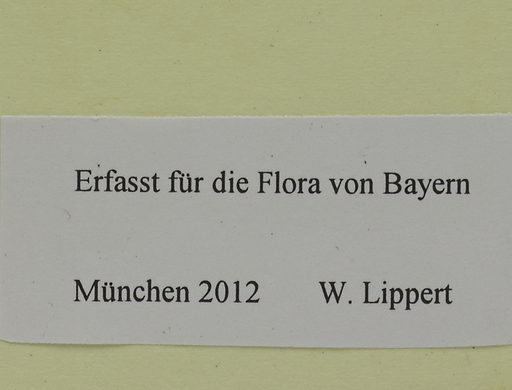 Erfasst für die Flora von Bayern
München 2012 W. Lippert